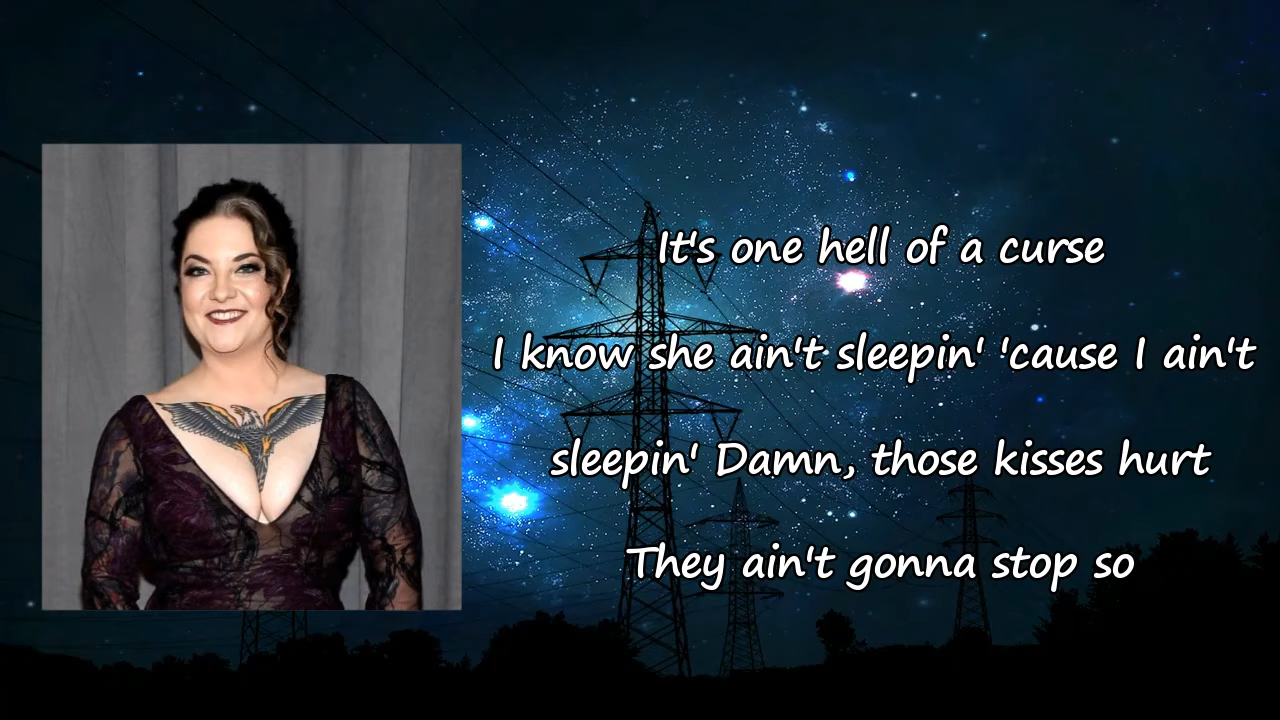 It's one hell of a curse
I know she ain't sleepin' 'cause I ain't
sleepin' Damn, those kisses hurt
They ain't gonna stop so